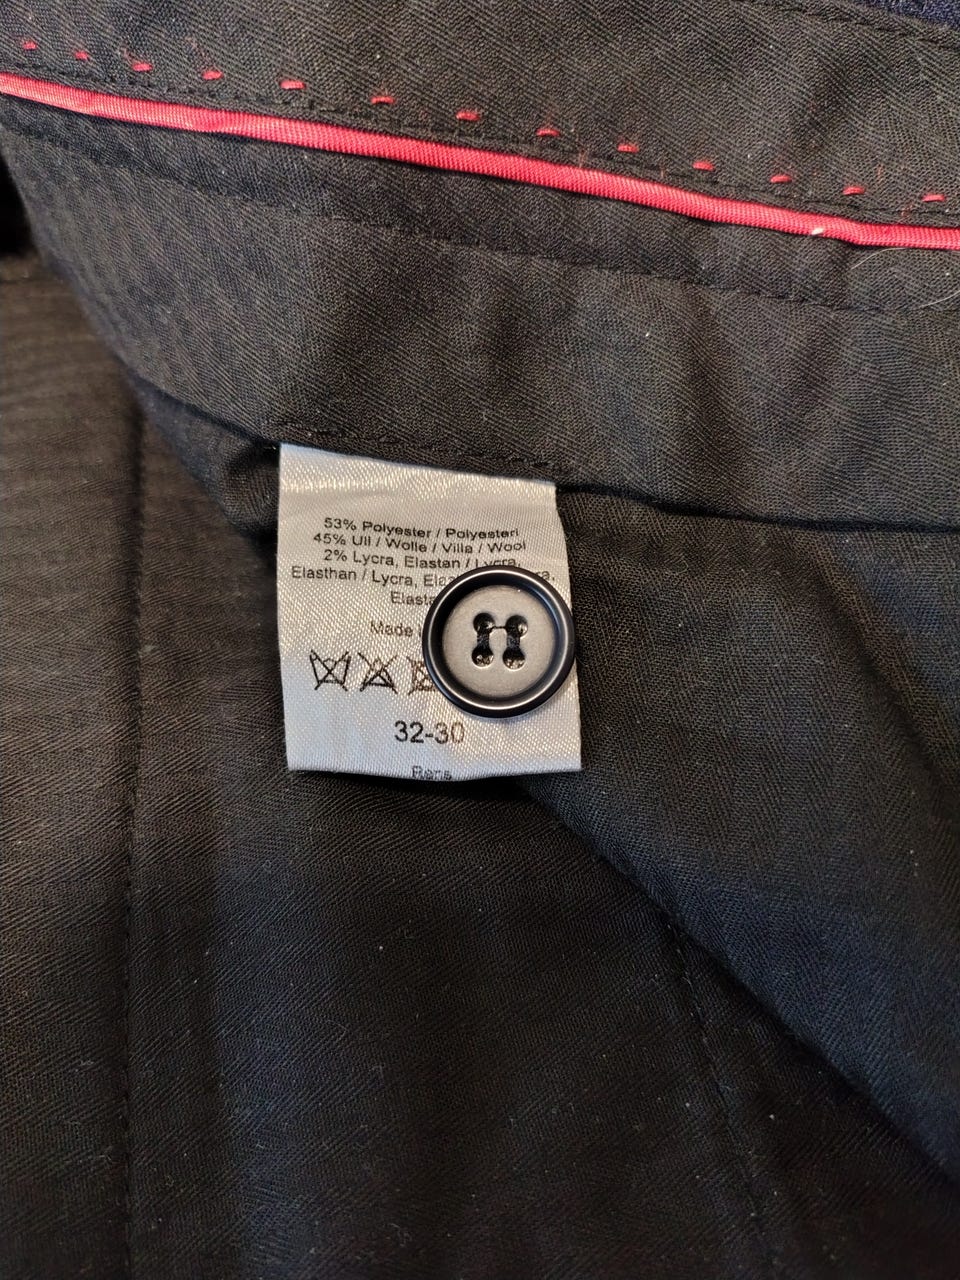 53% Polyester / Polyesteri
45% Ull / Wolle / Villa / Wool
2% Lycra, Elastan / Lycra,
Elasthan / Lycra,
Made
32-30